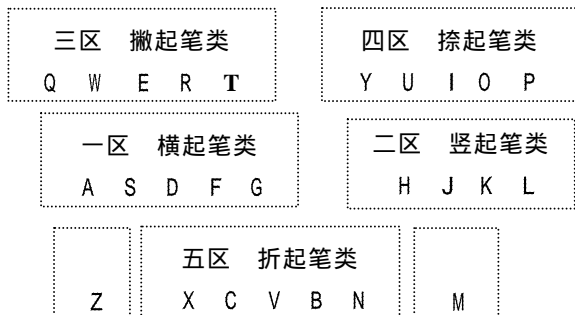 三区 撇起笔类
Q W E R T
四区 捺起笔类
Y U I O P
一区 横起笔类
A S D F G
二区 竖起笔类
H J K L
Z
五区 折起笔类
X C V B N
M